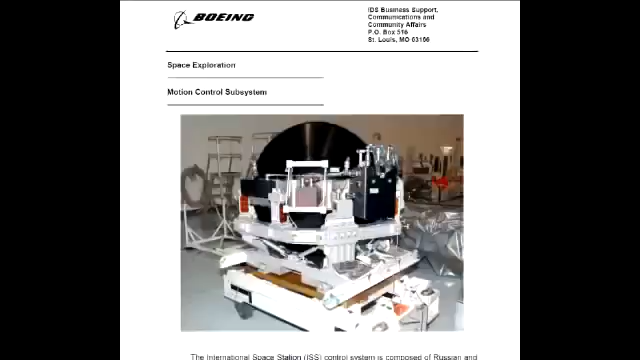 BOEING
IDS Business Support,
Communications and
Community Affairs
P.O. Box 516
St. Louis, MO 63166
Space Exploration
Motion Control Subsystem
The International Space Station (ISS) control system is composed of Russian and